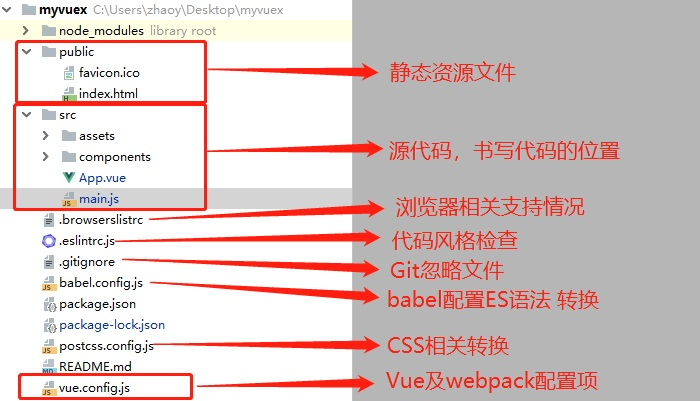 myvuex C:\Users\zhaoy\Desktop\myvuex
node_modules library root
public
favicon.ico
静态资源文件
index.html
src
assets
源代码，书写代码的位置
components
App.vue
main.js
.browserslistrc
浏览器相关支持情况
.eslintrc.js
代码风格检查
.gitignore
Git忽略文件
babel.config.js
babel配置ES语法 转换
package.json
package-lock.json
postcss.config.js
CSS相关转换
README.md
vue.config.js
Vue及webpack配置项